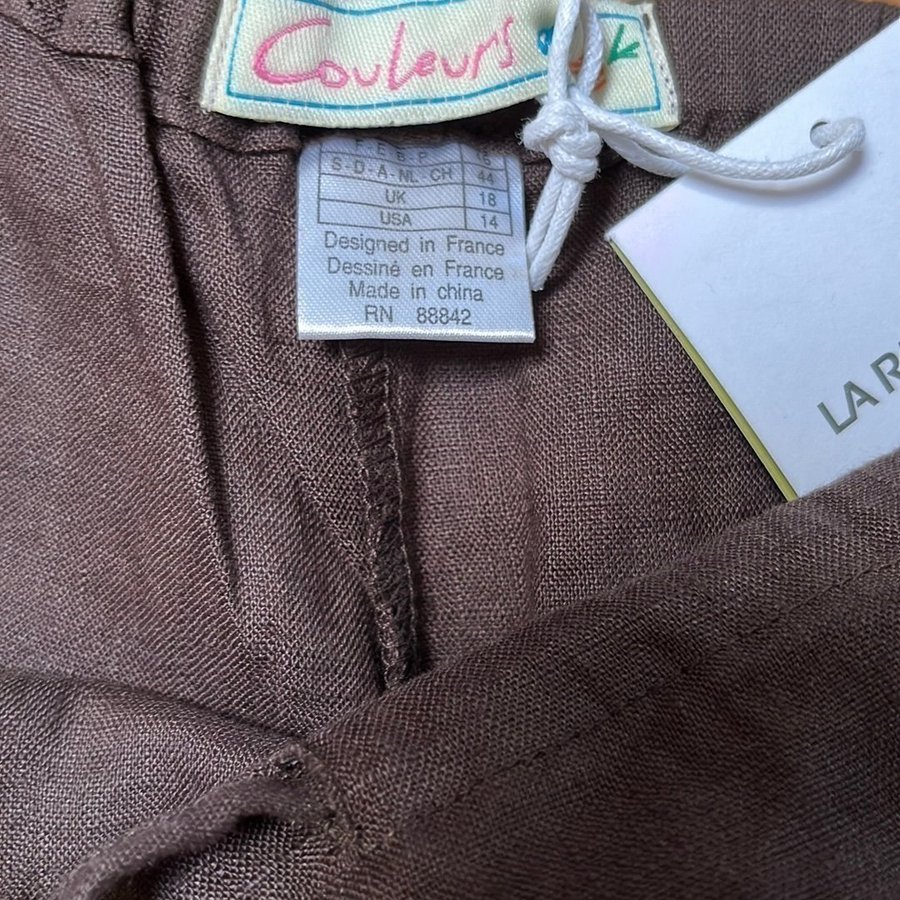 Couleurs
S-D-A-NL-CH 44
UK 18
USA 14
Designed in France
Dessiné en France
Made in china
RN 88842
LA R